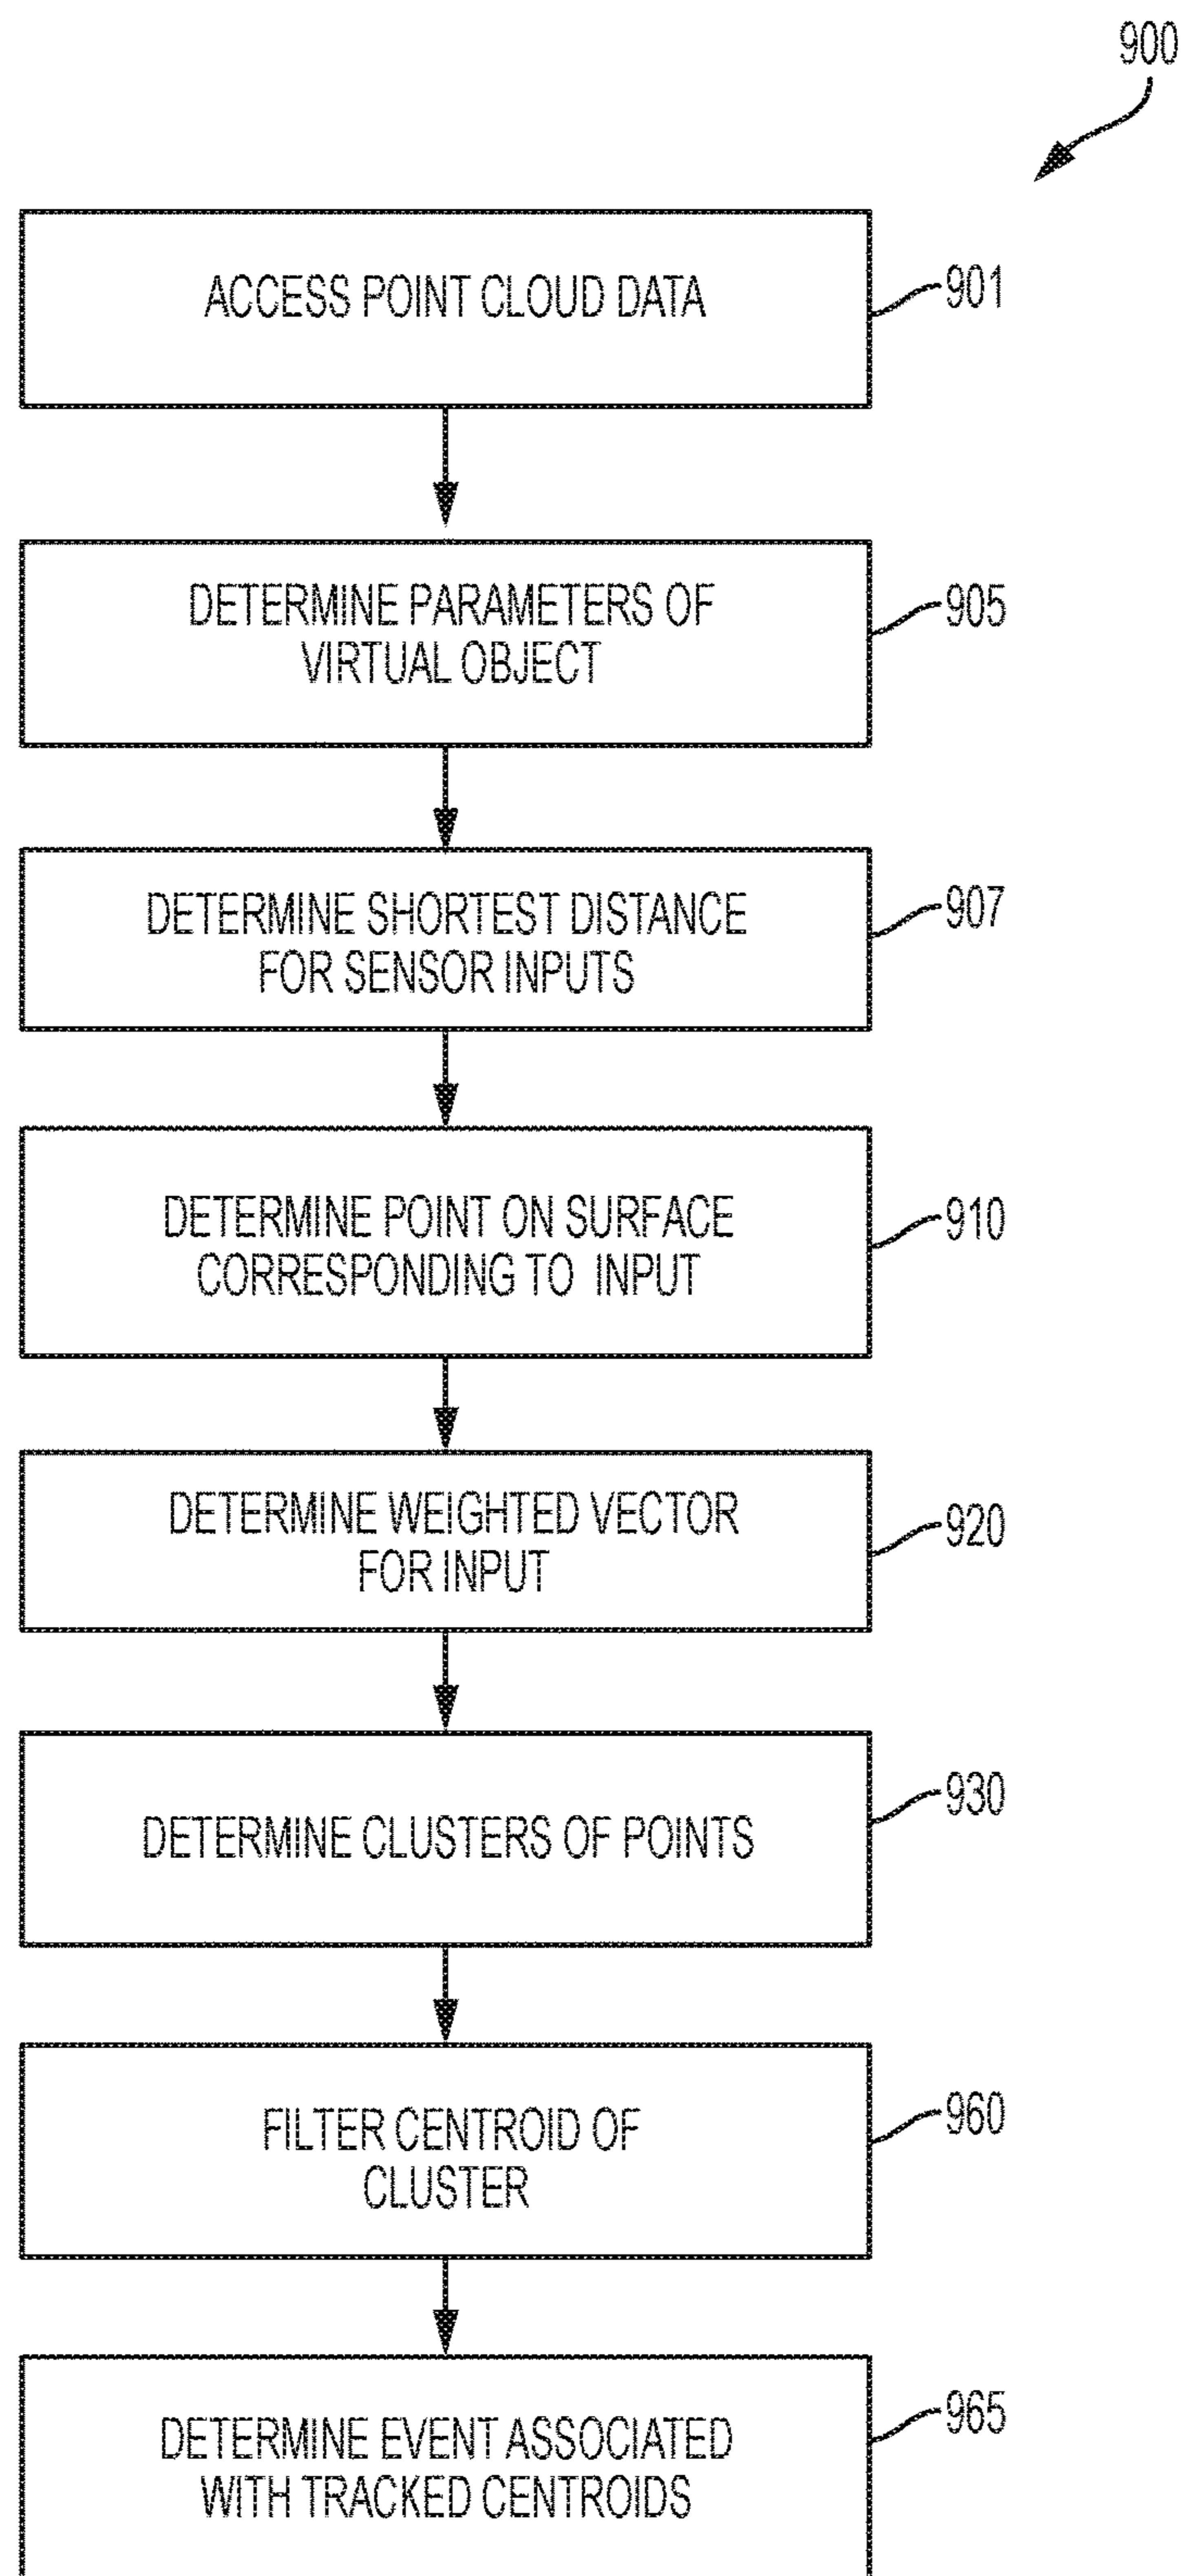 900
ACCESS POINT CLOUD DATA
901
DETERMINE PARAMETERS OF
VIRTUAL OBJECT
905
DETERMINE SHORTEST DISTANCE
FOR SENSOR INPUTS
907
DETERMINE POINT ON SURFACE
CORRESPONDING TO INPUT
910
DETERMINE WEIGHTED VECTOR
FOR INPUT
920
DETERMINE CLUSTERS OF POINTS
930
FILTER CENTROID OF
CLUSTER
960
DETERMINE EVENT ASSOCIATED
WITH TRACKED CENTROIDS
965